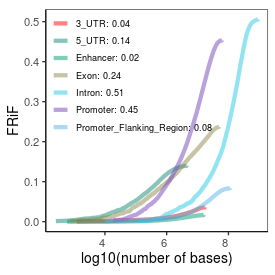 3_UTR: 0.04
5_UTR: 0.14
Enhancer: 0.02
Exon: 0.24
Intron: 0.51
Promoter: 0.45
Promoter_Flanking_Region: 0.08
0.5
0.4
0.3
0.2
0.1
0.0
FRiF
4 6 8
log10(number of bases)